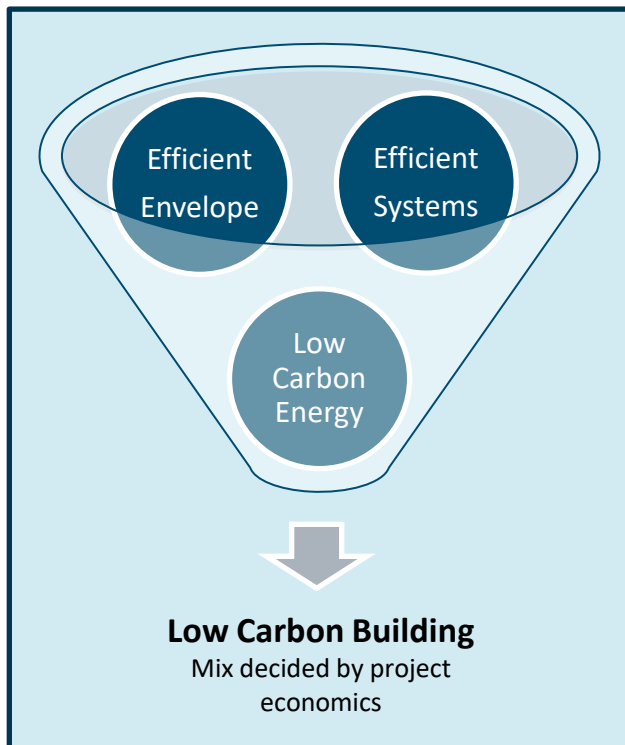 Efficient
Envelope
Efficient
Systems
Low
Carbon
Energy
Low Carbon Building
Mix decided by project
economics